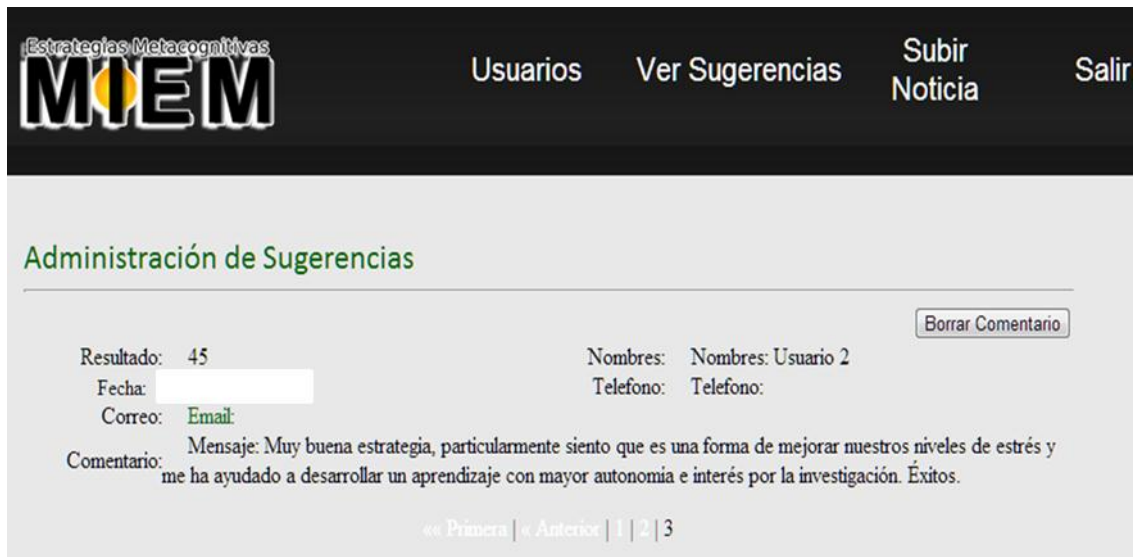 Estrategias Metacognitivas
MIEM
Usuarios Ver Sugerencias Subir Noticia Salir
Administración de Sugerencias
Borrar Comentario
Resultado: 45 Nombres: Nombres: Usuario 2
Fecha: Telefono: Telefono:
Correo: Email:
Comentario: Mensaje: Muy buena estrategia, particularmente siento que es una forma de mejorar nuestros niveles de estrés y
me ha ayudado a desarrollar un aprendizaje con mayor autonomia e interés por la investigación. Éxitos.
«« Primera | « Anterior | 1 | 2 | 3